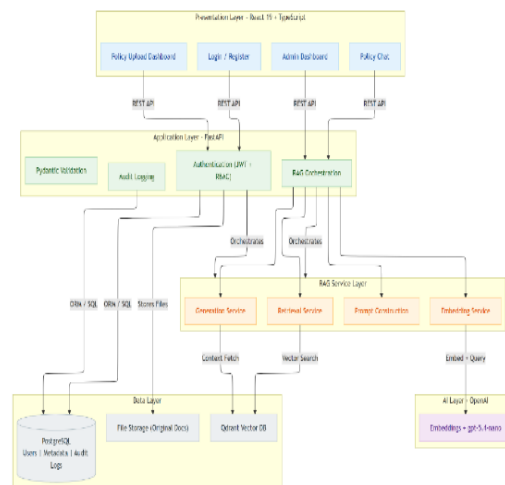 Presentation Layer - React 19 + TypeScript
Policy Upload Dashboard
Login / Register
Admin Dashboard
Policy Chat
REST API
REST API
REST API
REST API
Application Layer - FastAPI
Pydantic Validation
Audit Logging
Authentication (JWT +
RBAC)
RAG Orchestration
Orchestrates
Orchestrates
ORM / SQL
ORM / SQL
Stores Files
RAG Service Layer
Generation Service
Retrieval Service
Prompt Construction
Embedding Service
Context Fetch
Vector Search
Embed + Query
Data Layer
PostgreSQL
Users | Metadata | Audit
Logs
File Storage (Original Docs)
Qdrant Vector DB
AI Layer - OpenAI
Embeddings + gpt-5.4-nano